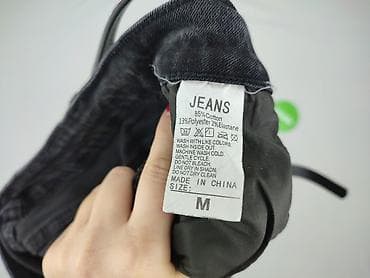 JEANS
85%Cotton
13%Polyester 2%Elastane
WASH WITH LIKE COLORS.
WASH INSIDE OUT
MACHINE WASH COLD.
GENTLE CYCLE.
DO NOT BLEACH.
LINE DRY IN SHADE.
DO NOT DRY CLEAN
MADE IN CHINA
SIZE:
M